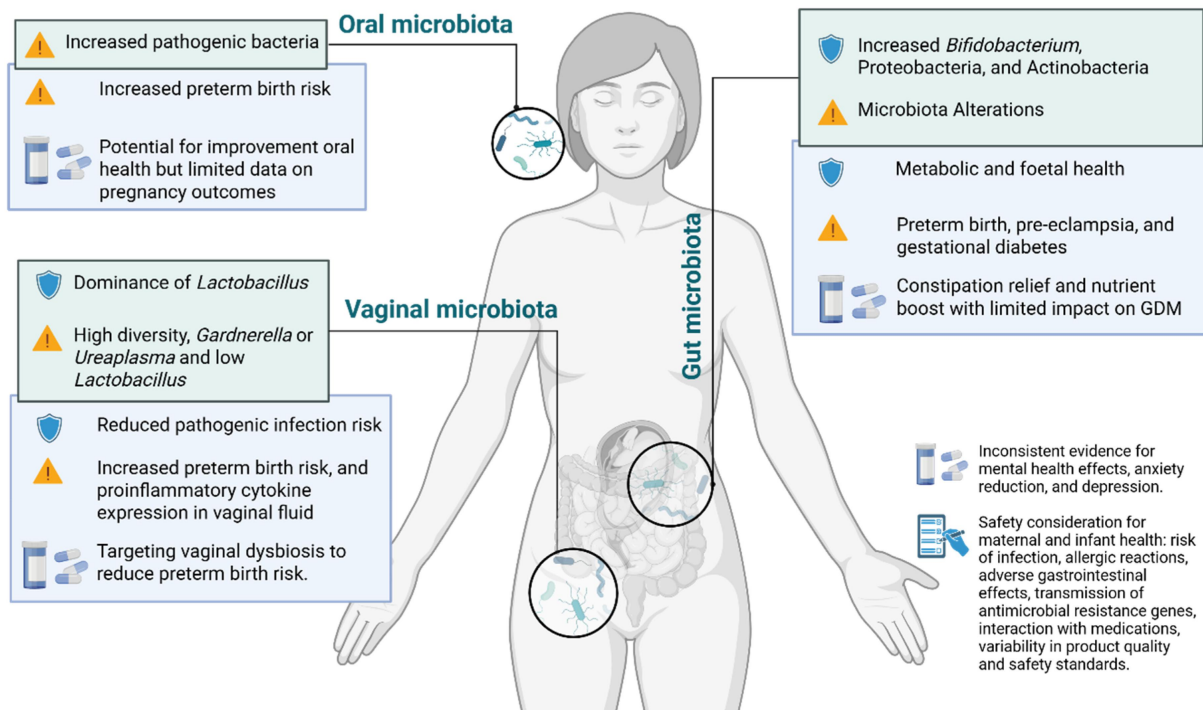 Oral microbiota
Increased pathogenic bacteria
Increased preterm birth risk
Potential for improvement oral
health but limited data on
pregnancy outcomes
Vaginal microbiota
Dominance of Lactobacillus
High diversity, Gardnerella or
Ureaplasma and low
Lactobacillus
Reduced pathogenic infection risk
Increased preterm birth risk, and
proinflammatory cytokine
expression in vaginal fluid
Targeting vaginal dysbiosis to
reduce preterm birth risk.
Gut microbiota
Increased Bifidobacterium,
Proteobacteria, and Actinobacteria
Microbiota Alterations
Metabolic and foetal health
Preterm birth, pre-eclampsia, and
gestational diabetes
Constipation relief and nutrient
boost with limited impact on GDM
Inconsistent evidence for
mental health effects, anxiety
reduction, and depression.
Safety consideration for
maternal and infant health: risk
of infection, allergic reactions,
adverse gastrointestinal
effects, transmission of
antimicrobial resistance genes,
interaction with medications,
variability in product quality
and safety standards.